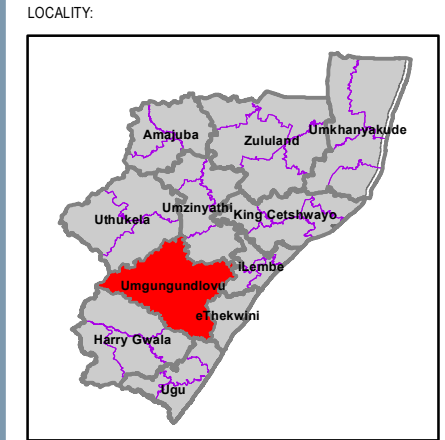 LOCALITY:
Amajuba
Zululand
Umkhanyakude
Uthukela
Umzinyathi
King Cetshwayo
iLembe
Umgungundlovu
eThekwini
Harry Gwala
Ugu